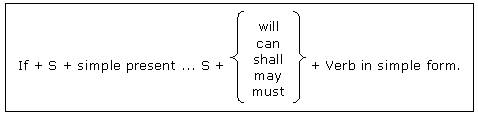 will
can
If + S + simple present ... S + shall + Verb in simple form.
may
must